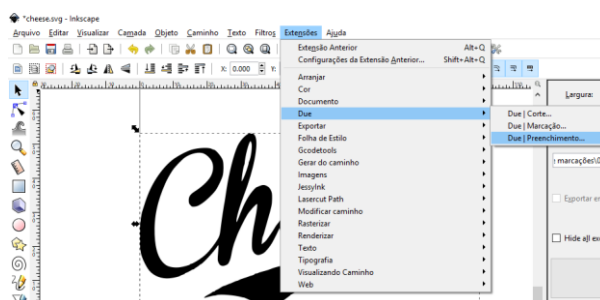 *cheese.svg - Inkscape
Arquivo Editar Visualizar Camada Objeto Caminho Texto Filtros Extensões Ajuda
Extensão Anterior Alt+Q
Configurações da Extensão Anterior... Shift+Alt+Q
X: 0.000 Y:
Arranjar
Cor
Documento
Due
Exportar
Folha de Estilo
Gcodetools
Gerar do caminho
Imagens
JessyInk
Lasercut Path
Modificar caminho
Rasterizar
Renderizar
Texto
Tipografia
Visualizando Caminho
Web
Due | Corte...
Due | Marcação...
Due | Preenchimento...
Largura:
marcações\
Exportar
Hide all
Ch